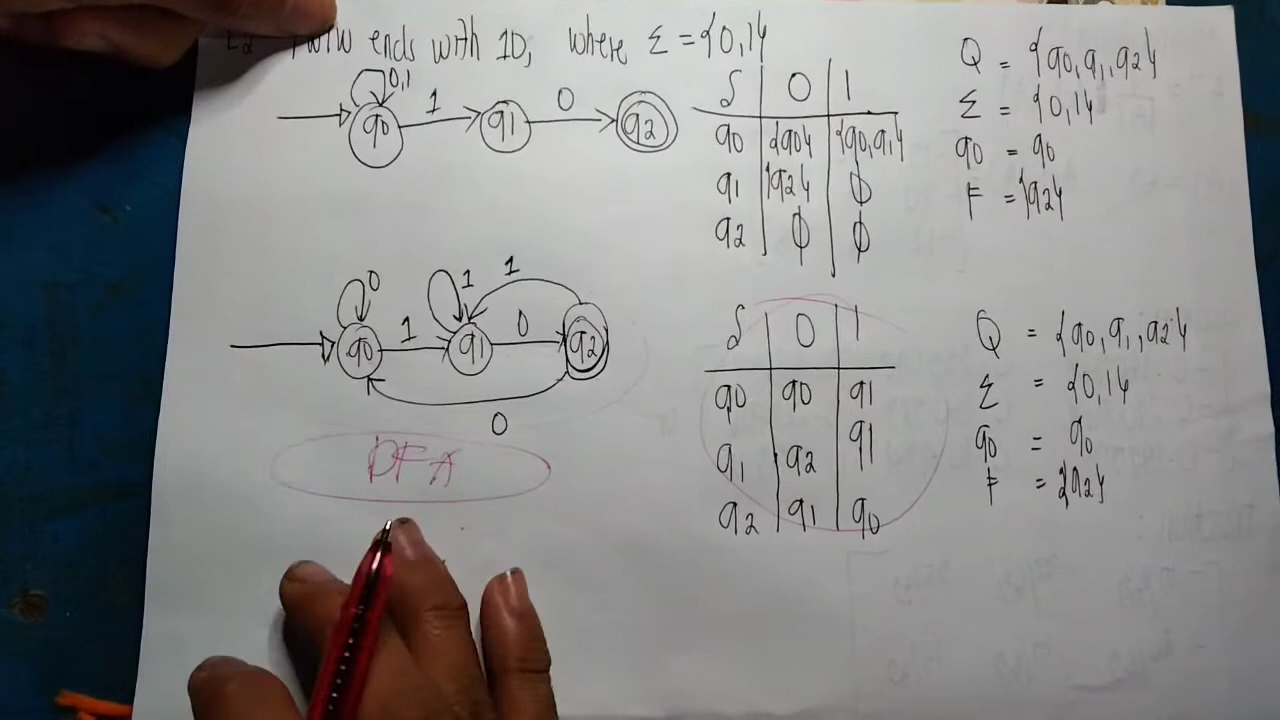 ends with 10, where Σ = {0,1}
0,1
1
0
q0
q1
q2
δ 0 1
q0 {q0} {q0,q1}
q1 {q2} ϕ
q2 ϕ ϕ
Q = {q0, q1, q2}
Σ = {0,1}
q0 = q0
F = {q2}
0
1
1
1
0
q0
q1
q2
0
DFA
δ 0 1
q0 q0 q1
q1 q2 q1
q2 q1 q0
Q = {q0, q1, q2}
Σ = {0,1}
q0 = q0
F = {q2}